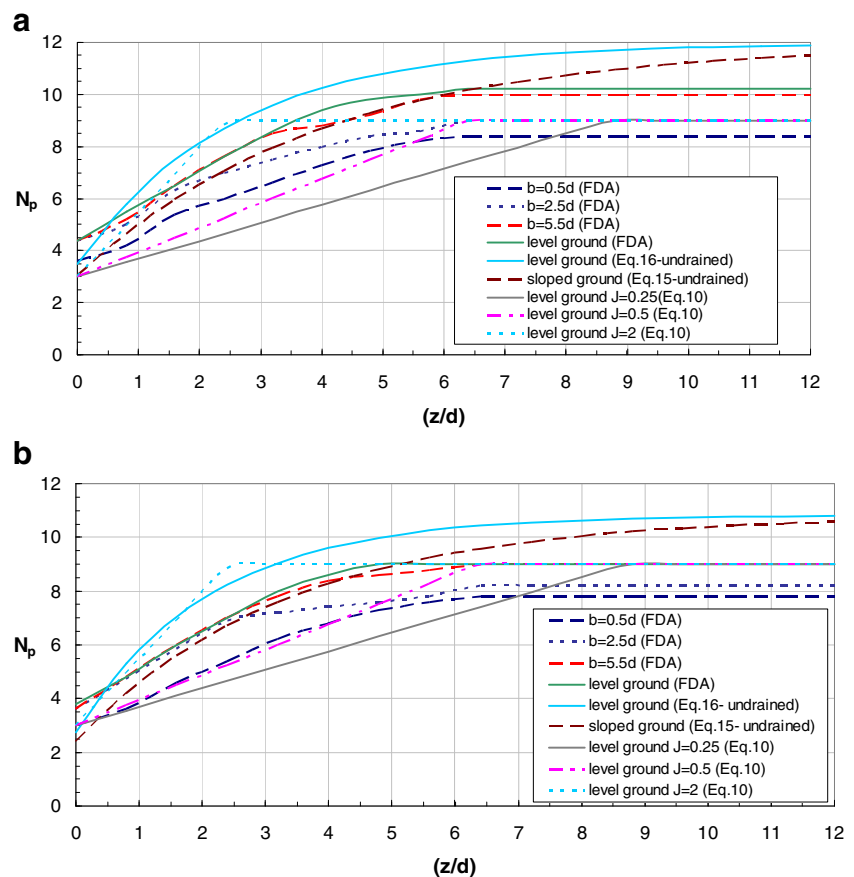 a
12
10
8
6
4
2
0
Np
b=0.5d (FDA)
b=2.5d (FDA)
b=5.5d (FDA)
level ground (FDA)
level ground (Eq.16-undrained)
sloped ground (Eq.15-undrained)
level ground J=0.25(Eq.10)
level ground J=0.5 (Eq.10)
level ground J=2 (Eq.10)
0 1 2 3 4 5 6 7 8 9 10 11 12
(z/d)
b
12
10
8
6
4
2
0
Np
b=0.5d (FDA)
b=2.5d (FDA)
b=5.5d (FDA)
level ground (FDA)
level ground (Eq.16- undrained)
sloped ground (Eq.15- undrained)
level ground J=0.25 (Eq.10)
level ground J=0.5 (Eq.10)
level ground J=2 (Eq.10)
0 1 2 3 4 5 6 7 8 9 10 11 12
(z/d)